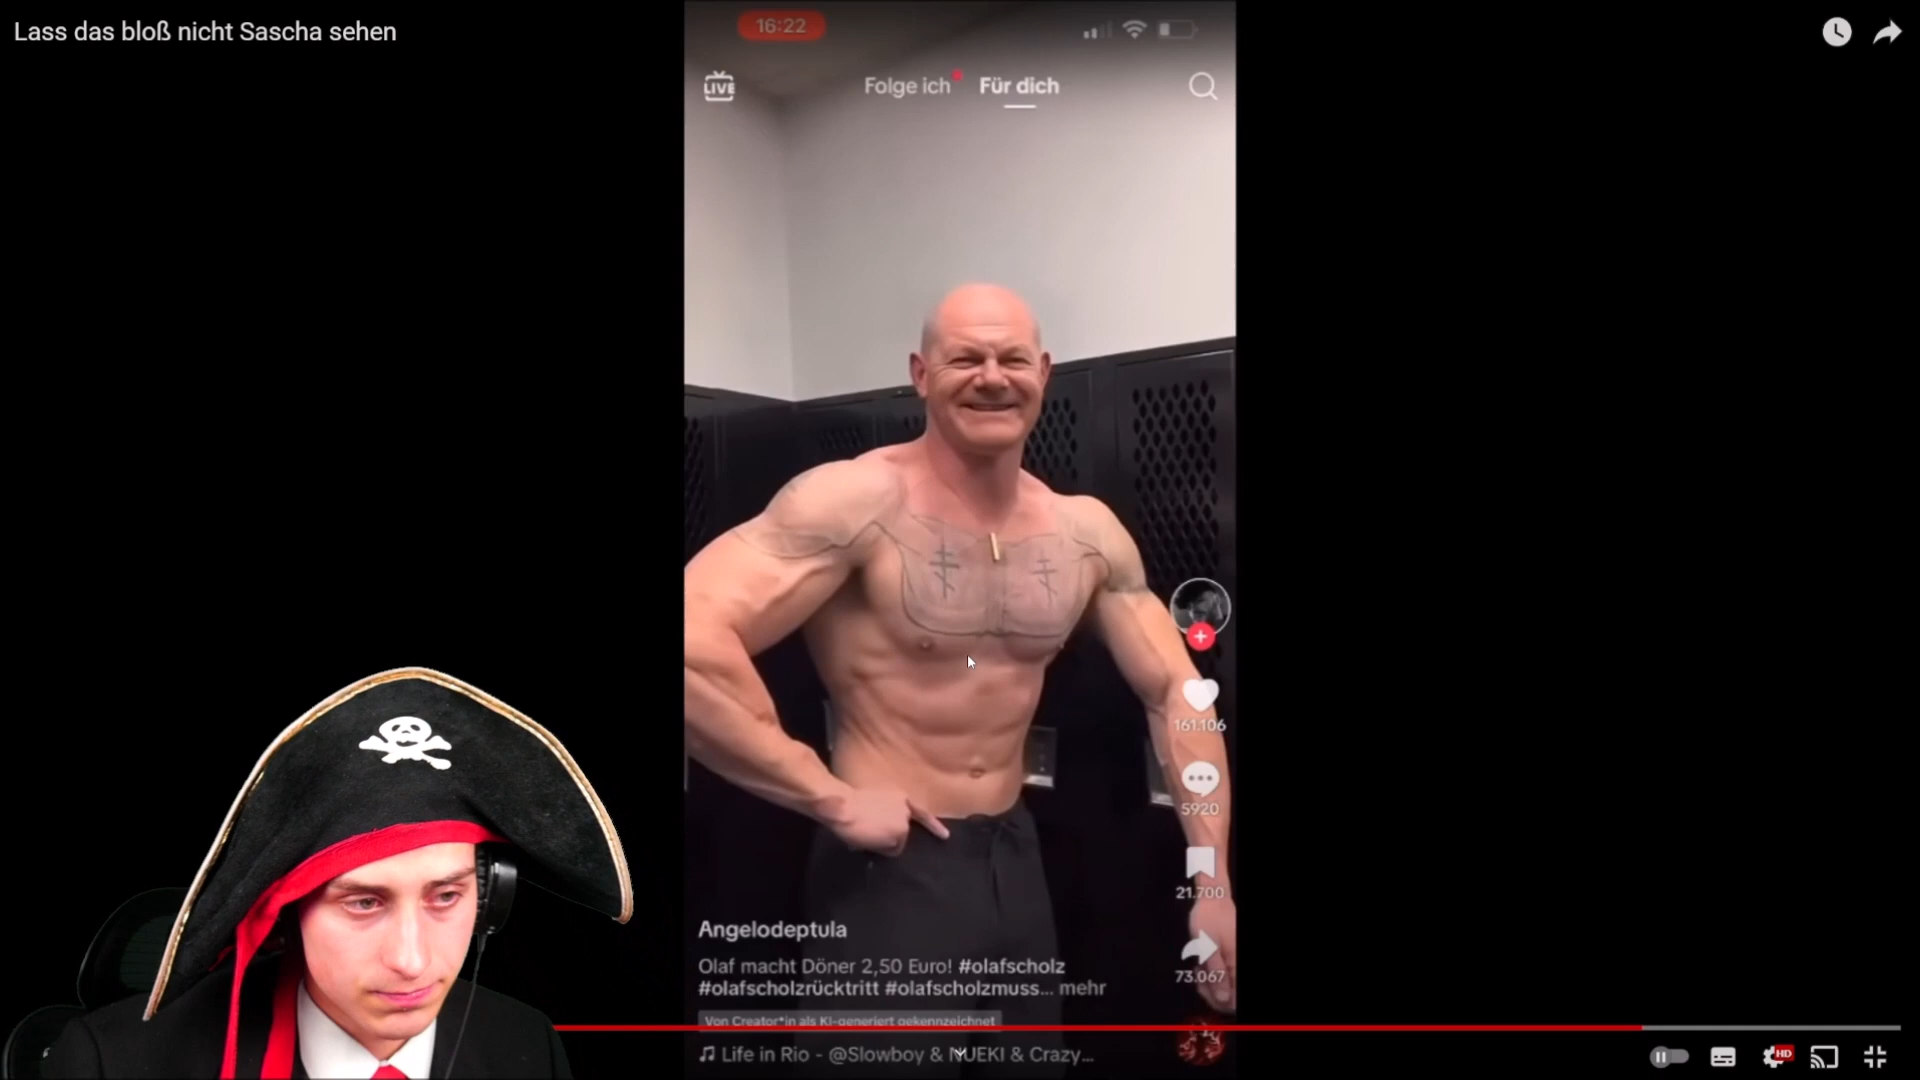 Lass das bloß nicht Sascha sehen
16:22
LIVE
Folge ich
Für dich
161.106
5920
21.700
73.067
Angelodeptula
Olaf macht Döner 2,50 Euro! #olafscholz
#olafscholzrücktritt #olafscholzmuss... mehr
Von Creator*in als KI-generiert gekennzeichnet
Life in Rio - @Slowboy & NUEKI & Crazy...
HD